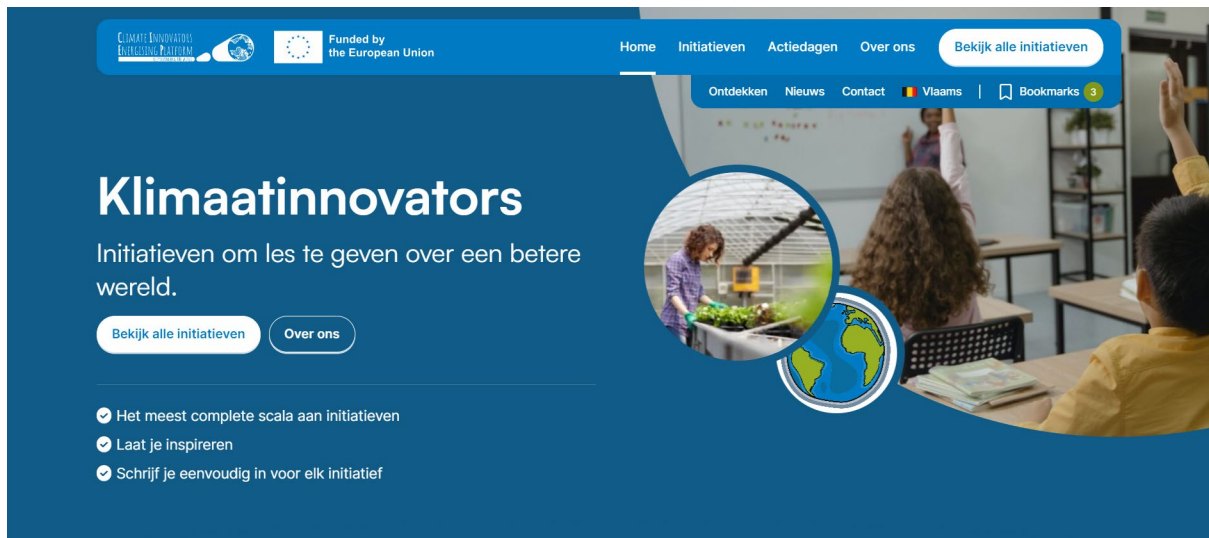 CLIMATE INNOVATORS
ENERGISING PLATFORM
Funded by
the European Union
Home Initiatieven Actiedagen Over ons Bekijk alle initiatieven
Ontdekken Nieuws Contact Vlaams | Bookmarks 3
Klimaatinnovators
Initiatieven om les te geven over een betere
wereld.
Bekijk alle initiatieven Over ons
Het meest complete scala aan initiatieven
Laat je inspireren
Schrijf je eenvoudig in voor elk initiatief